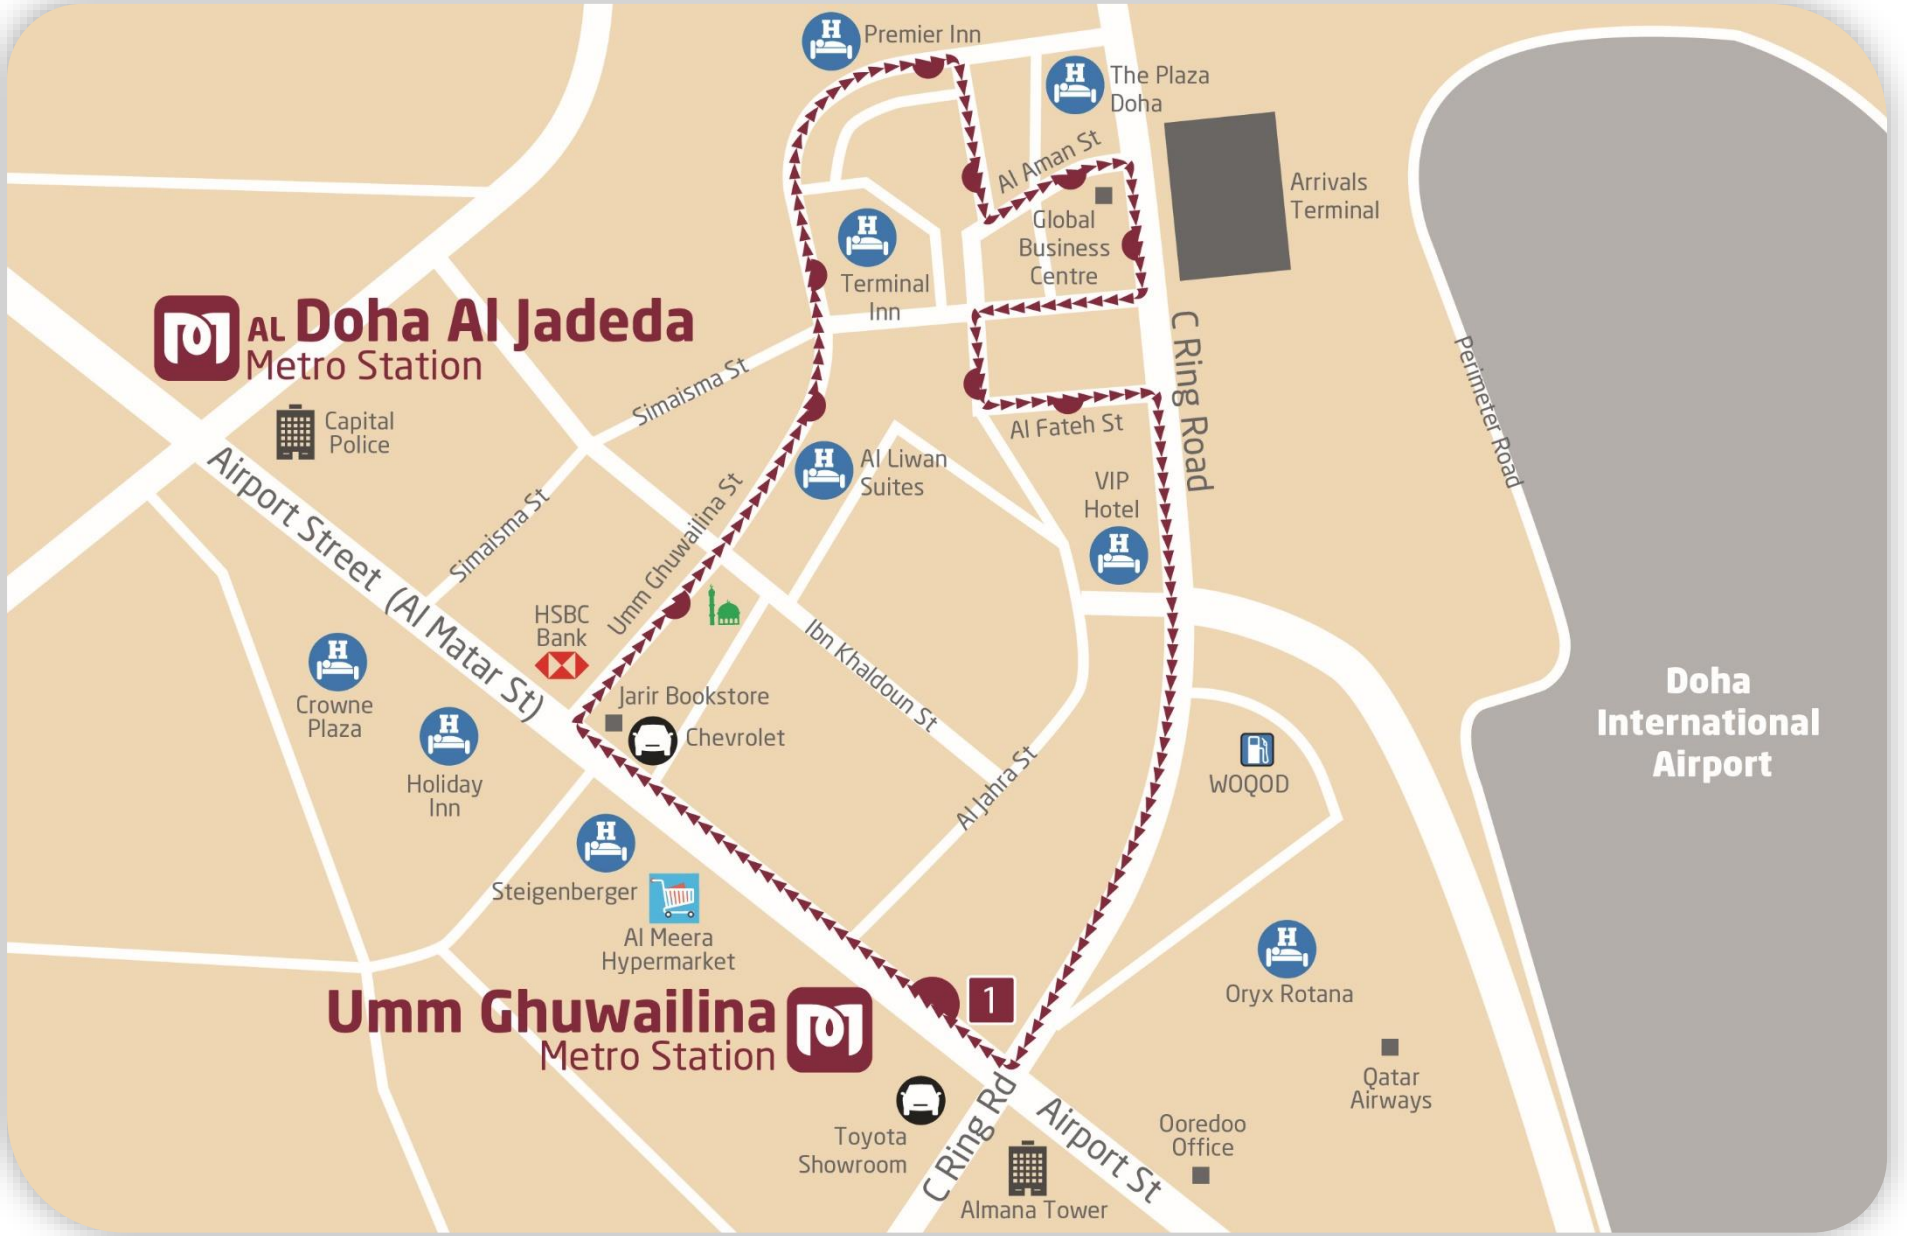 Premier Inn
The Plaza
Doha
Al Aman St
Arrivals
Terminal
Global
Business
Centre
Terminal
Inn
AL Doha Al Jadeda
Metro Station
C Ring Road
Perimeter Road
Simaisma St
Capital
Police
Al Fateh St
Airport Street (Al Matar St)
Al Liwan
Suites
VIP
Hotel
Simaisma St
Umm Ghuwailina St
HSBC
Bank
Ibn Khaldoun St
Crowne
Plaza
Jarir Bookstore
Chevrolet
Doha
International
Airport
Holiday
Inn
Al Jahra St
WOQOD
Steigenberger
Al Meera
Hypermarket
Umm Ghuwailina
Metro Station
1
Oryx Rotana
Qatar
Airways
Toyota
Showroom
C Ring Rd
Airport St
Ooredoo
Office
Almana Tower
H
H
H
H
H
H
H
H
H